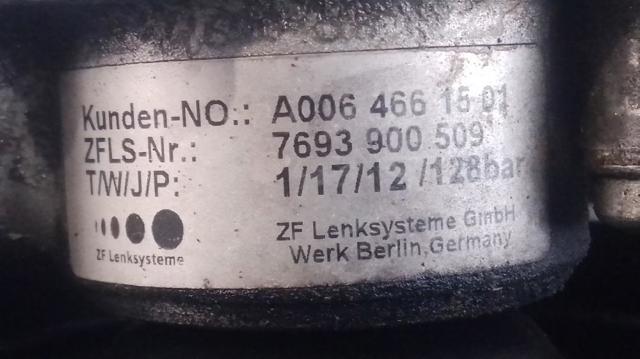 Kunden-NO.: A006 466 15 01
ZFLS-Nr.: 7693 900 509
T/W/J/P: 1/17/12 /128bar
ZF Lenksysteme
ZF Lenksysteme GmbH
Werk Berlin,Germany